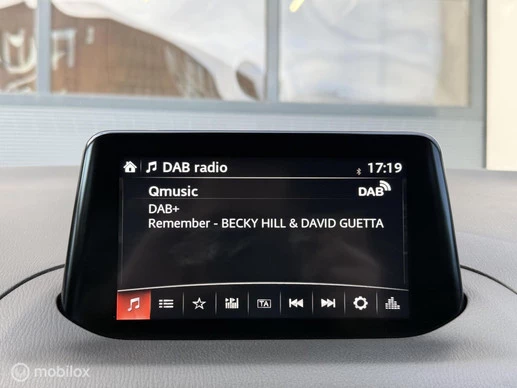 DAB radio 17:19
Qmusic DAB
DAB+
Remember - BECKY HILL & DAVID GUETTA
TA
mobilox